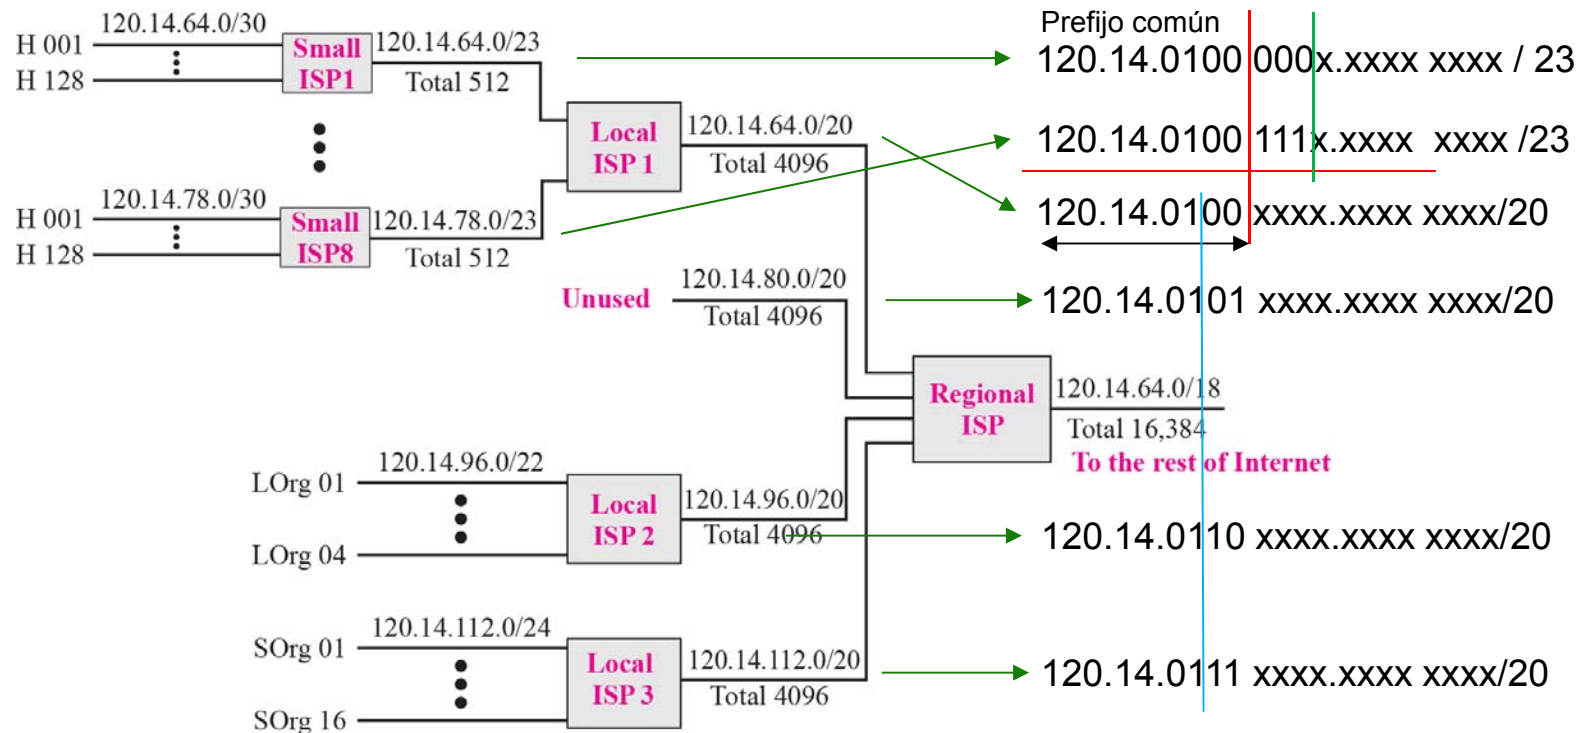 Prefijo común
120.14.0100 000x.xxxx xxxx / 23
120.14.0100 111x.xxxx xxxx /23
120.14.0100 xxxx.xxxx xxxx/20
120.14.0101 xxxx.xxxx xxxx/20
120.14.0110 xxxx.xxxx xxxx/20
120.14.0111 xxxx.xxxx xxxx/20
120.14.64.0/30
H 001
H 128
Small
ISP1
120.14.64.0/23
Total 512
120.14.78.0/30
H 001
H 128
Small
ISP8
120.14.78.0/23
Total 512
Local
ISP 1
120.14.64.0/20
Total 4096
Unused
120.14.80.0/20
Total 4096
Regional
ISP
120.14.64.0/18
Total 16,384
To the rest of Internet
120.14.96.0/22
LOrg 01
LOrg 04
Local
ISP 2
120.14.96.0/20
Total 4096
120.14.112.0/24
SOrg 01
SOrg 16
Local
ISP 3
120.14.112.0/20
Total 4096